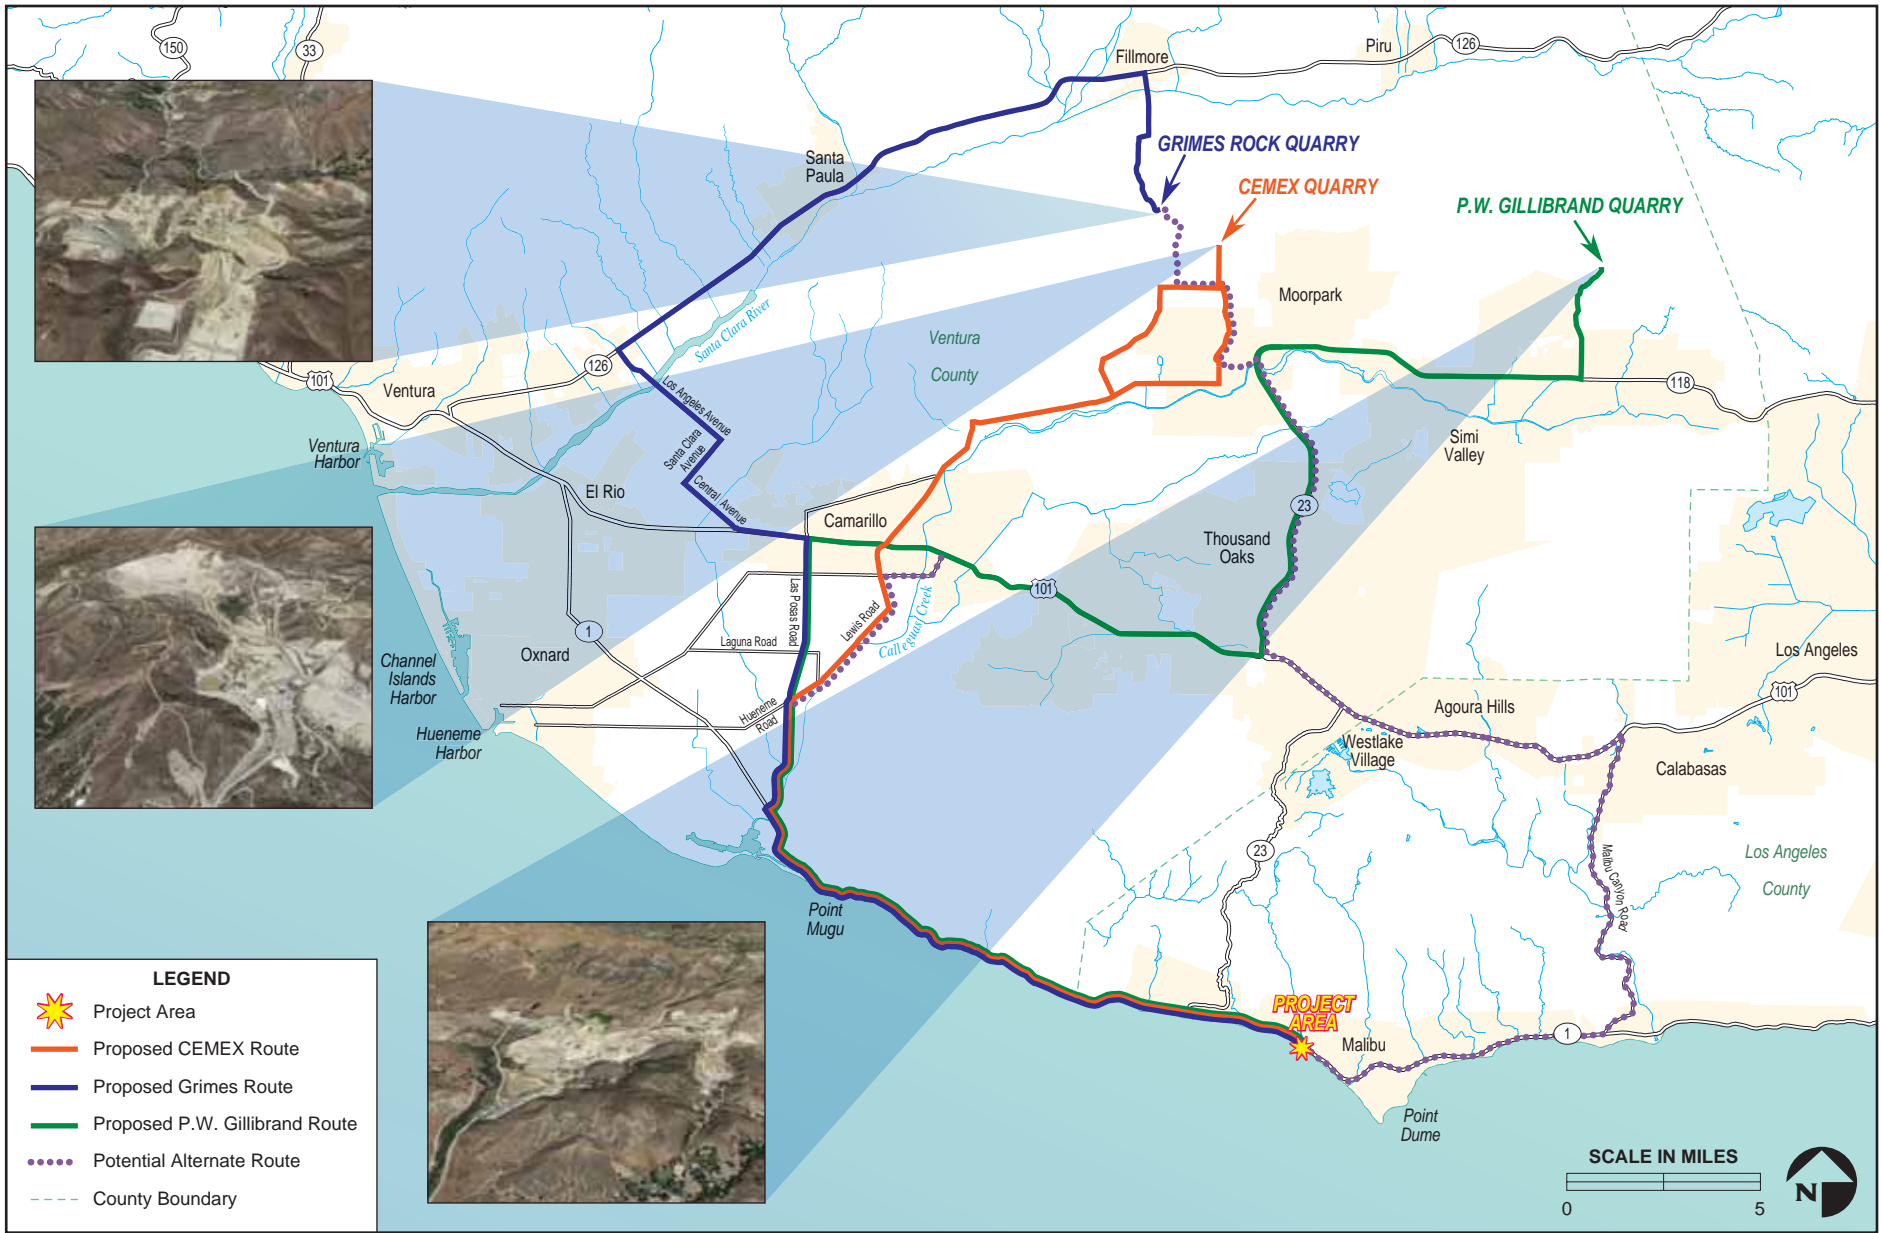 150
33
Fillmore
Piru
126
GRIMES ROCK QUARRY
CEMEX QUARRY
P.W. GILLIBRAND QUARRY
Santa
Paula
Moorpark
Santa Clara River
Ventura
County
126
101
Ventura
118
Los Angeles Avenue
Santa Clara
Avenue
Central Avenue
Ventura
Harbor
Simi
Valley
El Rio
Camarillo
23
Thousand
Oaks
101
Las Posas Road
Lewis Road
Calleguas Creek
1
Laguna Road
Oxnard
Channel
Islands
Harbor
Hueneme
Road
Hueneme
Harbor
Los Angeles
101
Agoura Hills
Westlake
Village
Calabasas
23
Malibu Canyon Road
Los Angeles
County
Point
Mugu
PROJECT
AREA
Malibu
1
Point
Dume
LEGEND
Project Area
Proposed CEMEX Route
Proposed Grimes Route
Proposed P.W. Gillibrand Route
Potential Alternate Route
County Boundary
SCALE IN MILES
0 5
N